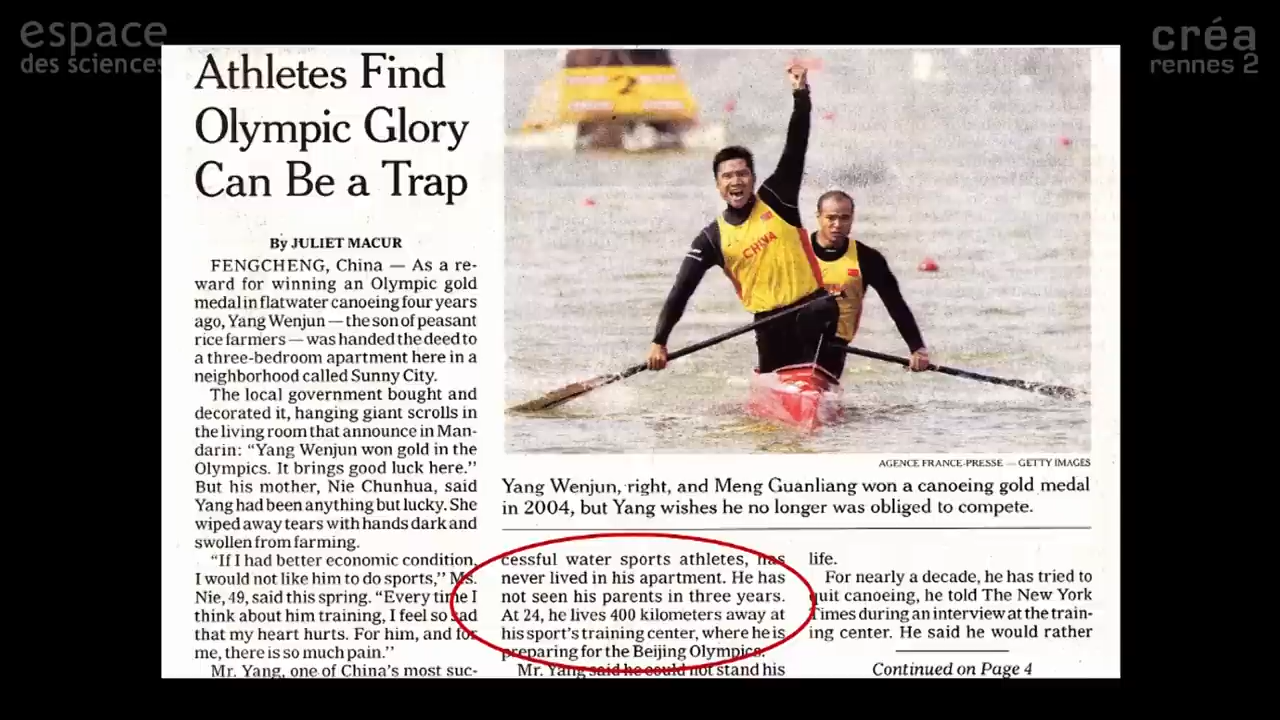 espace
des sciences
créa
rennes 2
Athletes Find
Olympic Glory
Can Be a Trap
By JULIET MACUR
FENGCHENG, China — As a re-
ward for winning an Olympic gold
medal in flatwater canoeing four years
ago, Yang Wenjun — the son of peasant
rice farmers — was handed the deed to
a three-bedroom apartment here in a
neighborhood called Sunny City.
The local government bought and
decorated it, hanging giant scrolls in
the living room that announce in Man-
darin: “Yang Wenjun won gold in the
Olympics. It brings good luck here.”
But his mother, Nie Chunhua, said
Yang had been anything but lucky. She
wiped away tears with hands dark and
swollen from farming.
“If I had better economic condition,
I would not like him to do sports,” Ms.
Nie, 49, said this spring. “Every time I
think about him training, I feel so sad
that my heart hurts. For him, and for
me, there is so much pain.”
Mr. Yang, one of China’s most suc-
2
CHINA
AGENCE FRANCE-PRESSE — GETTY IMAGES
Yang Wenjun, right, and Meng Guanliang won a canoeing gold medal
in 2004, but Yang wishes he no longer was obliged to compete.
cessful water sports athletes, has
never lived in his apartment. He has
not seen his parents in three years.
At 24, he lives 400 kilometers away at
his sport’s training center, where he is
preparing for the Beijing Olympics.
Mr. Yang said he could not stand his
life.
For nearly a decade, he has tried to
quit canoeing, he told The New York
Times during an interview at the train-
ing center. He said he would rather
Continued on Page 4